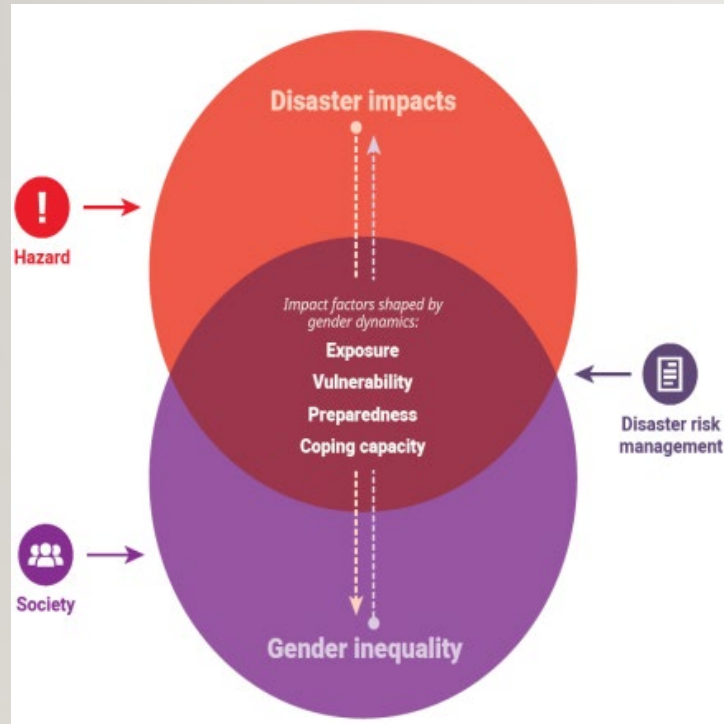 Disaster impacts
!
Hazard
Impact factors shaped by
gender dynamics:
Exposure
Vulnerability
Preparedness
Coping capacity
Disaster risk
management
Society
Gender inequality